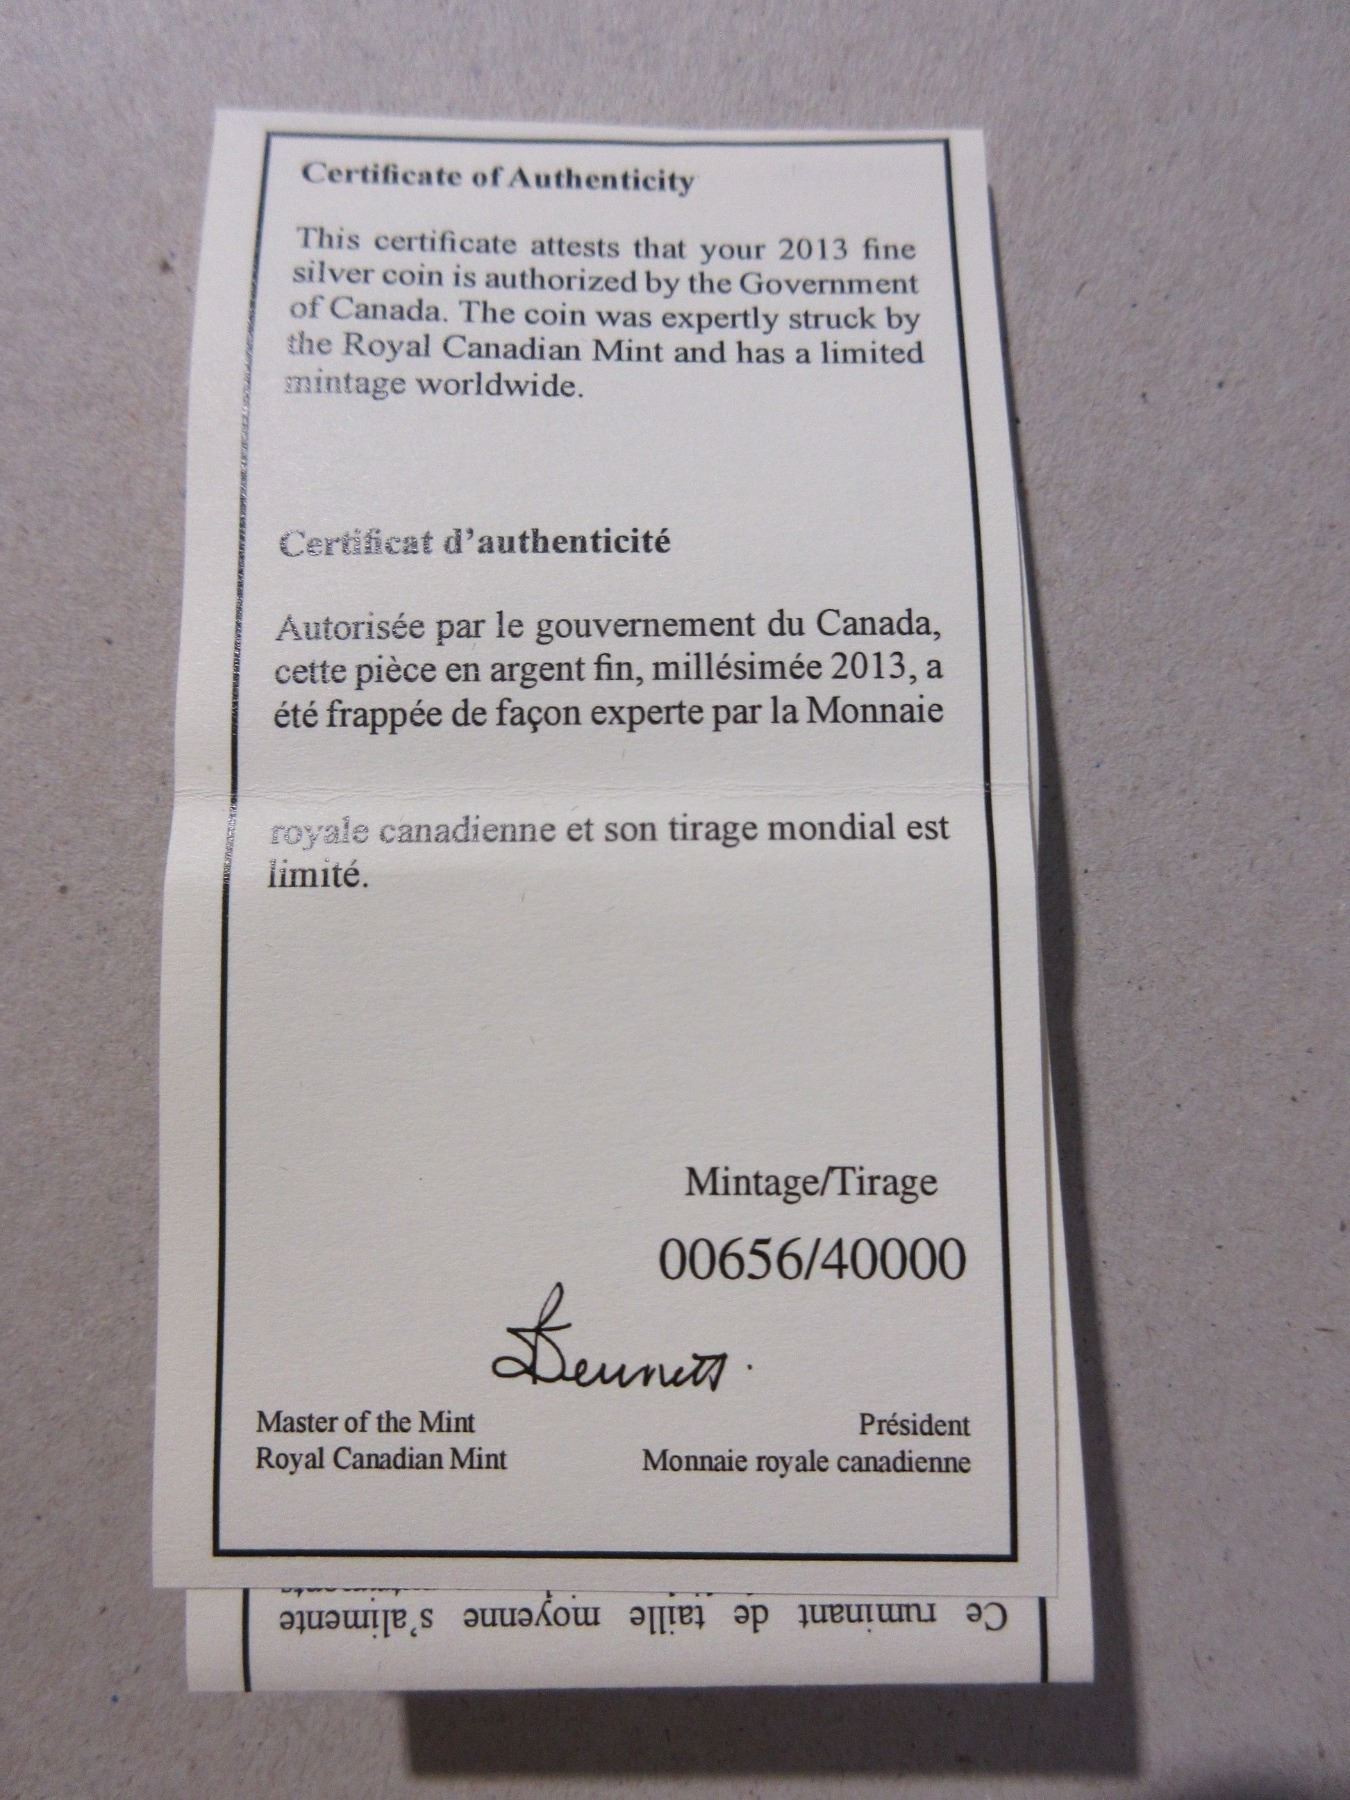 Certificate of Authenticity
This certificate attests that your 2013 fine
silver coin is authorized by the Government
of Canada. The coin was expertly struck by
the Royal Canadian Mint and has a limited
mintage worldwide.
Certificat d'authenticité
Autorisée par le gouvernement du Canada,
cette pièce en argent fin, millésimée 2013, a
été frappée de façon experte par la Monnaie
royale canadienne et son tirage mondial est
limité.
Mintage/Tirage
00656/40000
Bennett
Master of the Mint
Royal Canadian Mint
Président
Monnaie royale canadienne
Ce ruminant de taille moyenne s'alimente